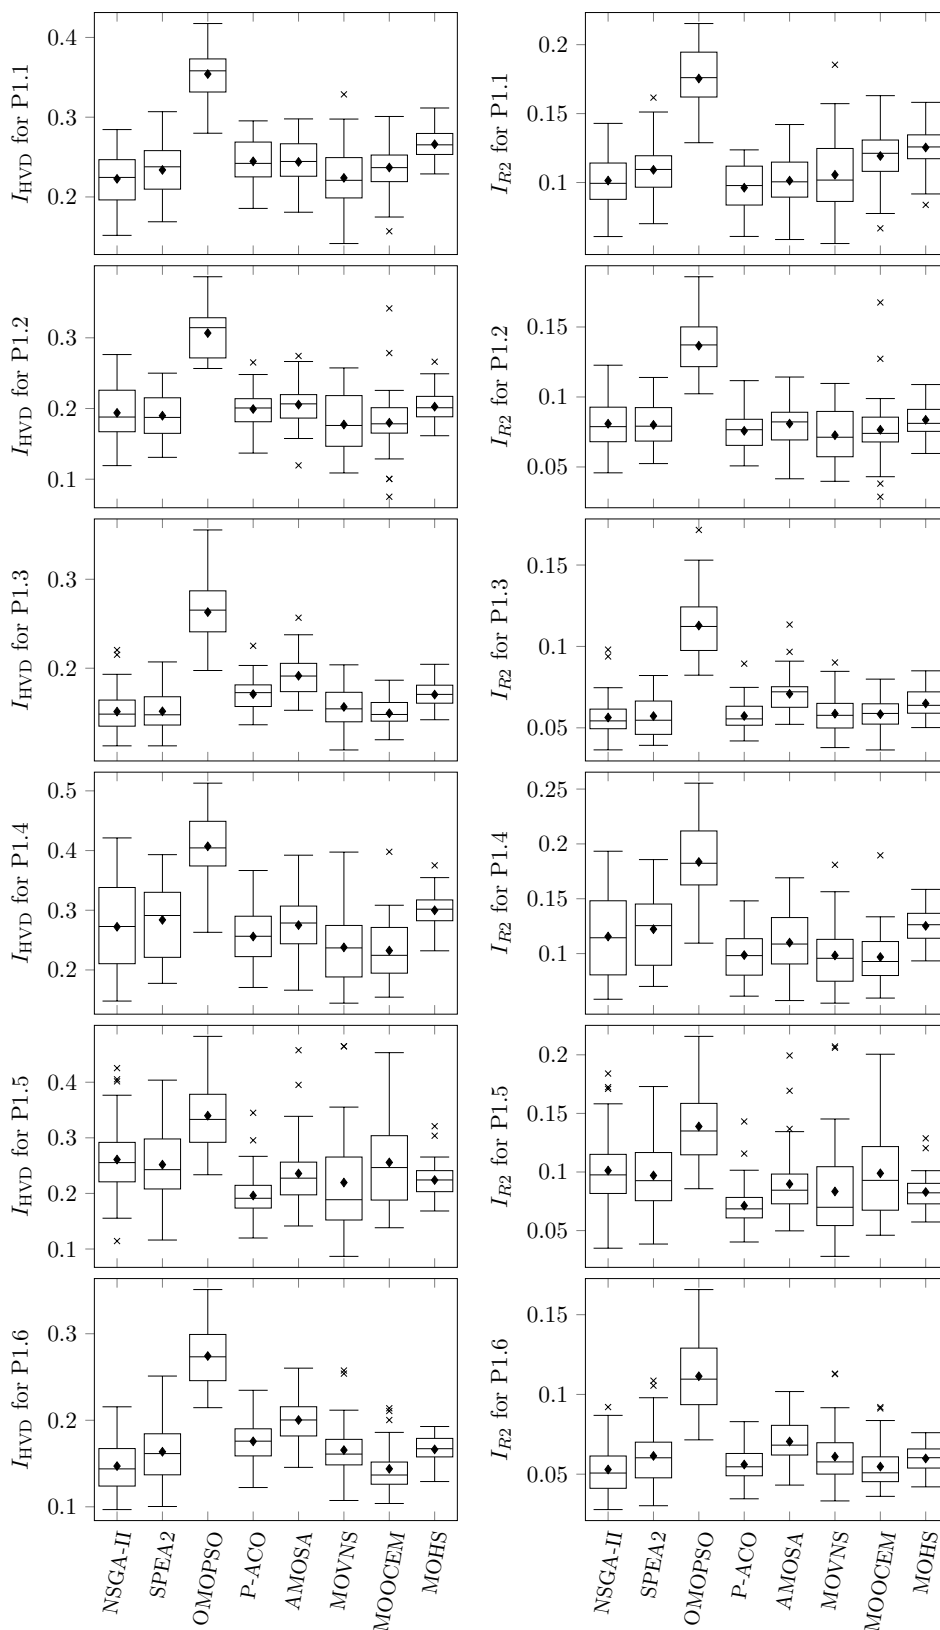 I_HVD for P1.1
0.4
0.3
0.2
I_R2 for P1.1
0.2
0.15
0.1
I_HVD for P1.2
0.3
0.2
0.1
I_R2 for P1.2
0.15
0.1
0.05
I_HVD for P1.3
0.3
0.2
I_R2 for P1.3
0.15
0.1
0.05
I_HVD for P1.4
0.5
0.4
0.3
0.2
I_R2 for P1.4
0.25
0.2
0.15
0.1
I_HVD for P1.5
0.4
0.3
0.2
0.1
I_R2 for P1.5
0.2
0.15
0.1
0.05
I_HVD for P1.6
0.3
0.2
0.1
I_R2 for P1.6
0.15
0.1
0.05
NSGA-II
SPEA2
OMOPSO
P-ACO
AMOSA
MOVNS
MOOCEM
MOHS
NSGA-II
SPEA2
OMOPSO
P-ACO
AMOSA
MOVNS
MOOCEM
MOHS